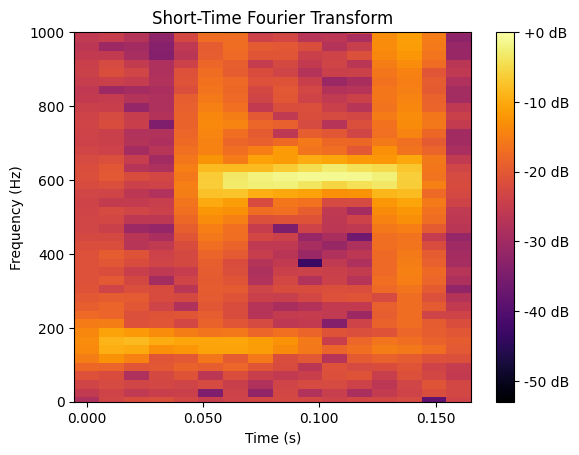 Short-Time Fourier Transform
1000
800
600
400
200
0
Frequency (Hz)
0.000
0.050
0.100
0.150
Time (s)
+0 dB
-10 dB
-20 dB
-30 dB
-40 dB
-50 dB